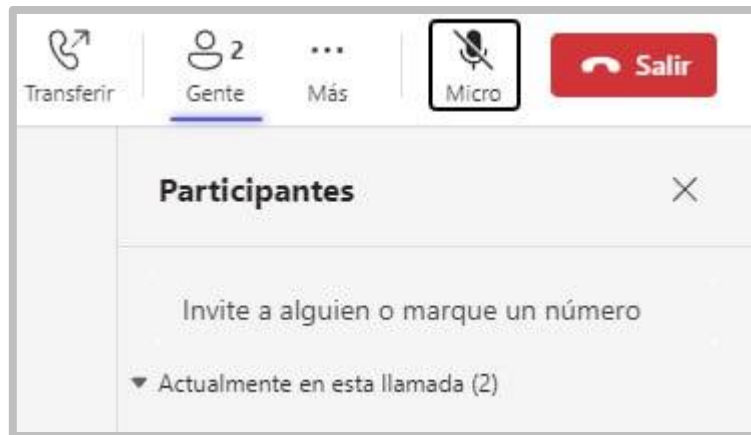 2
Transferir Gente Más Micro Salir
Participantes
Invite a alguien o marque un número
Actualmente en esta llamada (2)